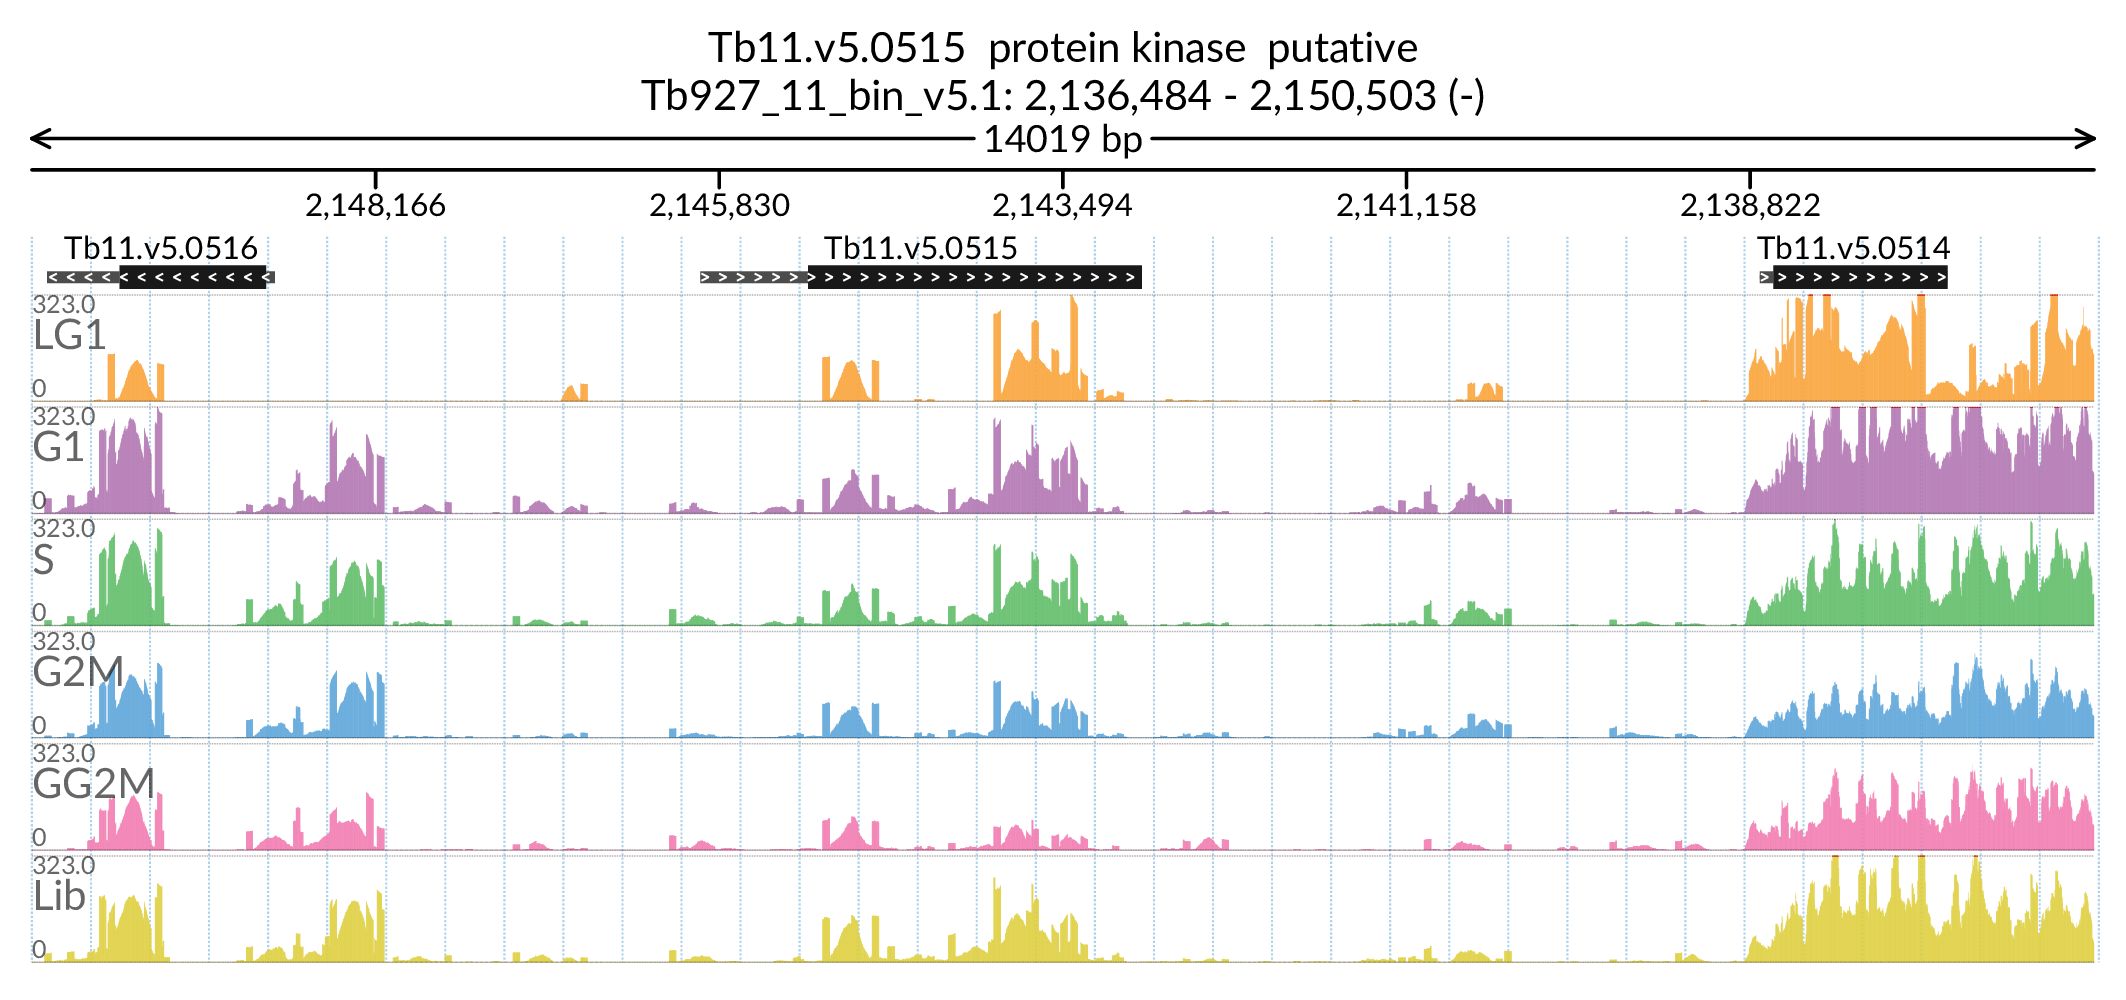 Tb11.v5.0515  protein kinase  putative
Tb927_11_bin_v5.1: 2,136,484 - 2,150,503 (-)
14019 bp
2,148,166 2,145,830 2,143,494 2,141,158 2,138,822
Tb11.v5.0516 Tb11.v5.0515 Tb11.v5.0514
323.0
LG1
0
323.0
G1
0
323.0
S
0
323.0
G2M
0
323.0
GG2M
0
323.0
Lib
0